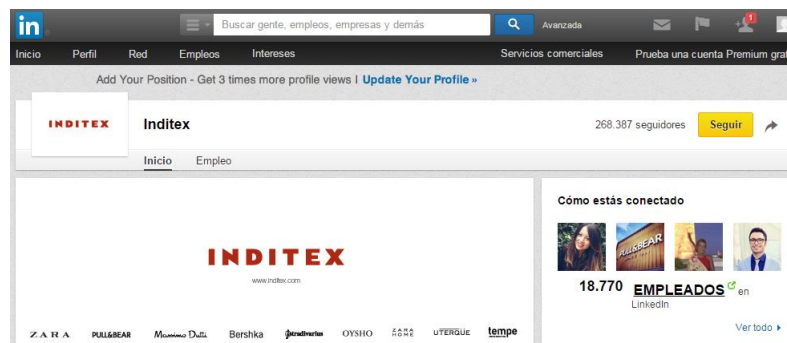 in Buscar gente, empleos, empresas y demás Avanzada 1
Inicio Perfil Red Empleos Intereses Servicios comerciales Prueba una cuenta Premium grat
Add Your Position - Get 3 times more profile views I Update Your Profile »
INDITEX Inditex 268.387 seguidores Seguir
Inicio Empleo
Cómo estás conectado
PULL&BEAR
INDITEX
www.inditex.com
18.770 EMPLEADOS en
LinkedIn
Ver todo
ZARA PULL&BEAR Massimo Dutti Bershka Stradivarius OYSHO ZARA HOME UTERQÜE tempe